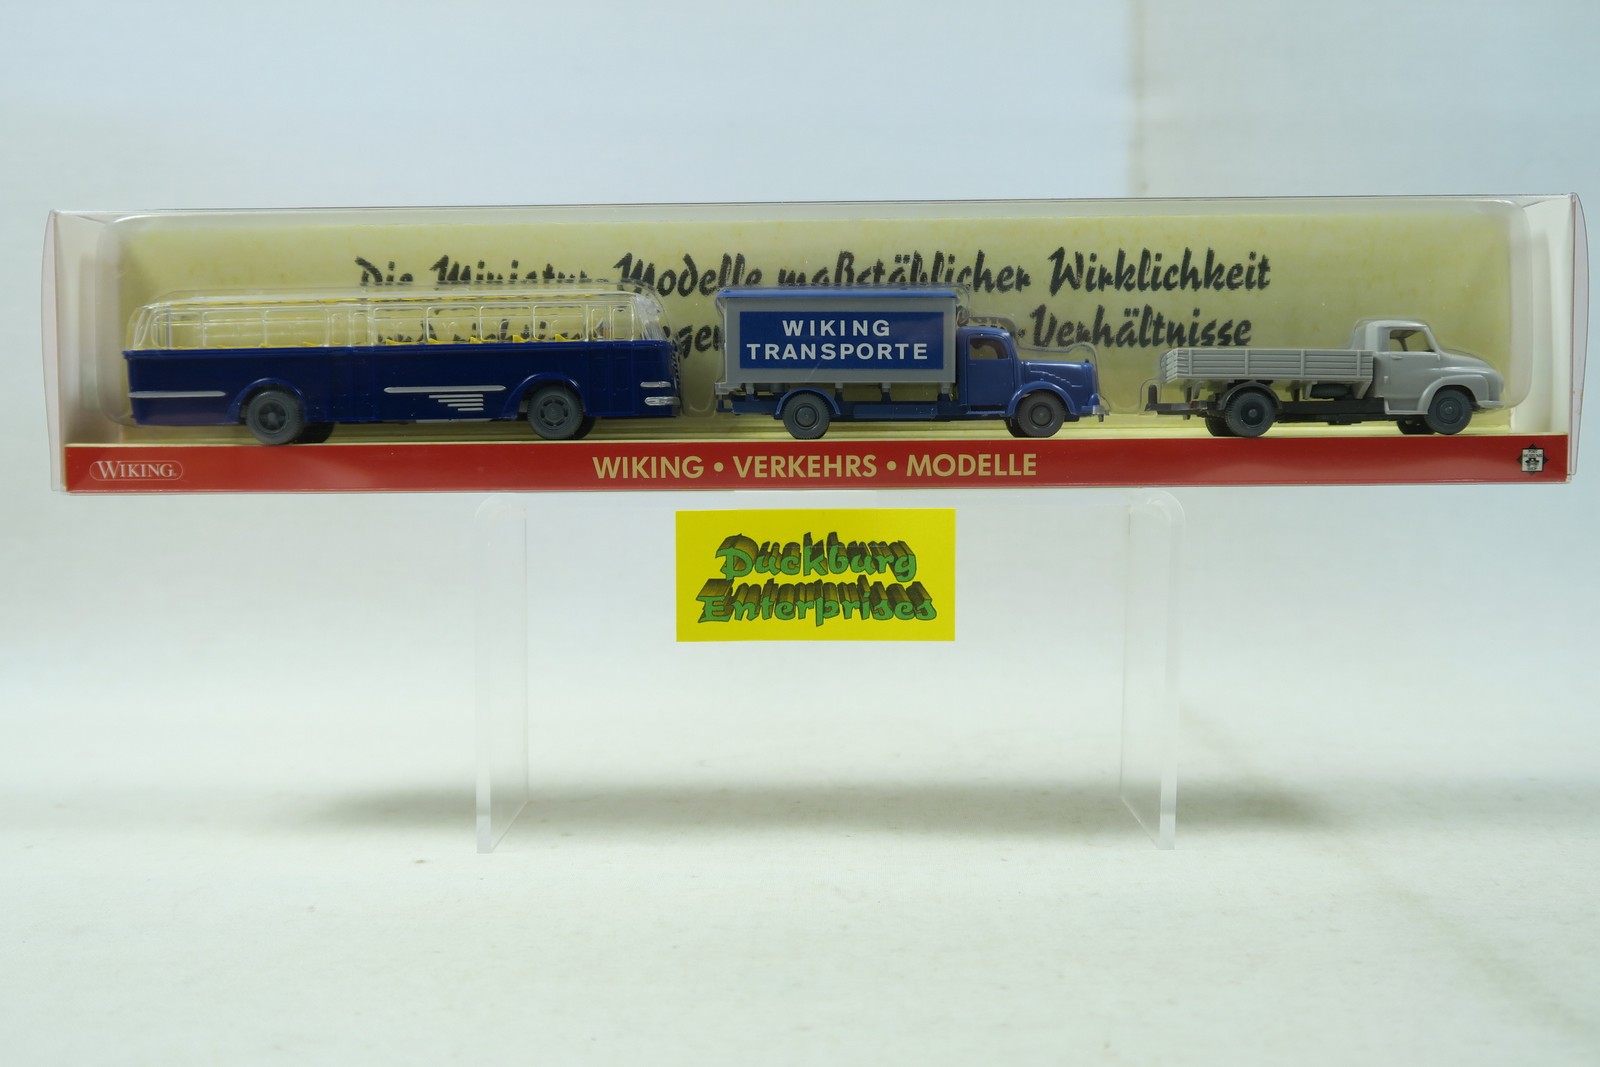 Die Miniatur-Modelle maßstäblicher Wirklichkeit
-Verhältnisse
WIKING
TRANSPORTE
WIKING
WIKING • VERKEHRS • MODELLE
Duckburg
Enterprises